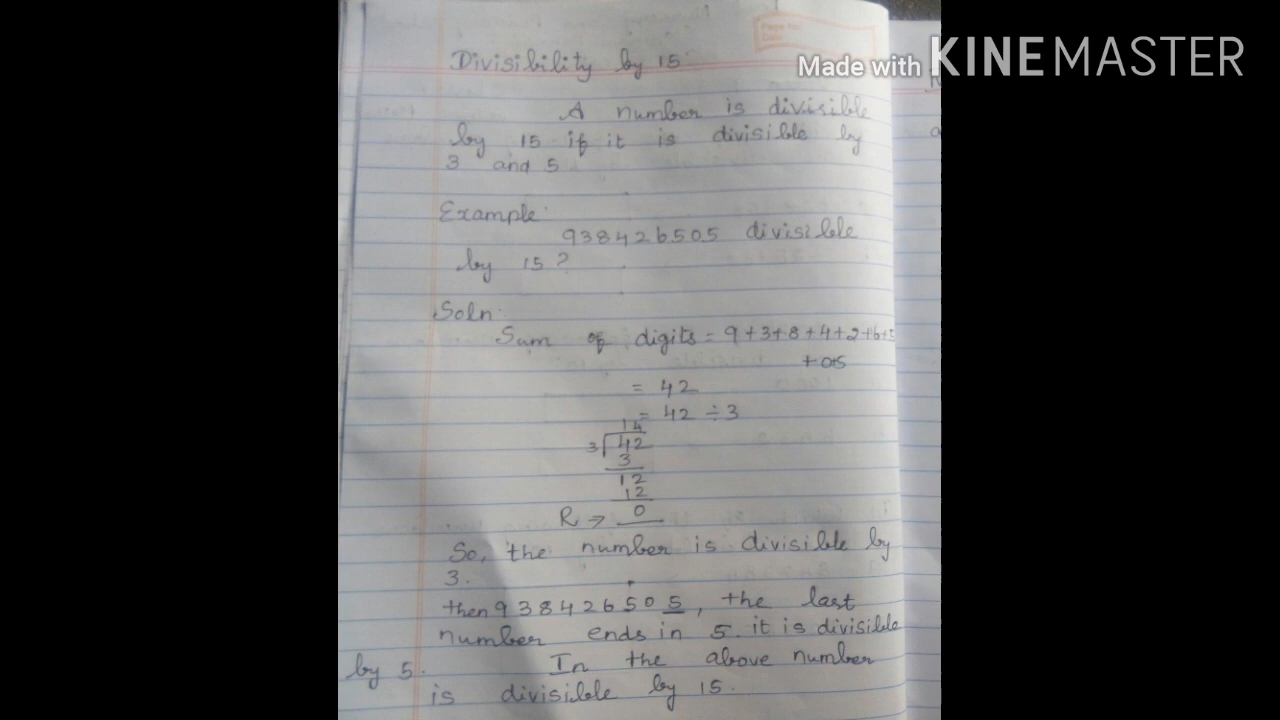 Made with KINEMASTER
Divisibility by 15
A number is divisible
by 15 if it is divisible by
3 and 5
Example
938426505 divisible
by 15?
Soln
Sum of digits = 9+3+8+4+2+6+5
+05
= 42
= 42 ÷ 3
14
3 42
3
12
12
R → 0
So, the number is divisible by
3.
then 938426505, the last
number ends in 5. it is divisible
by 5. In the above number
is divisible by 15.